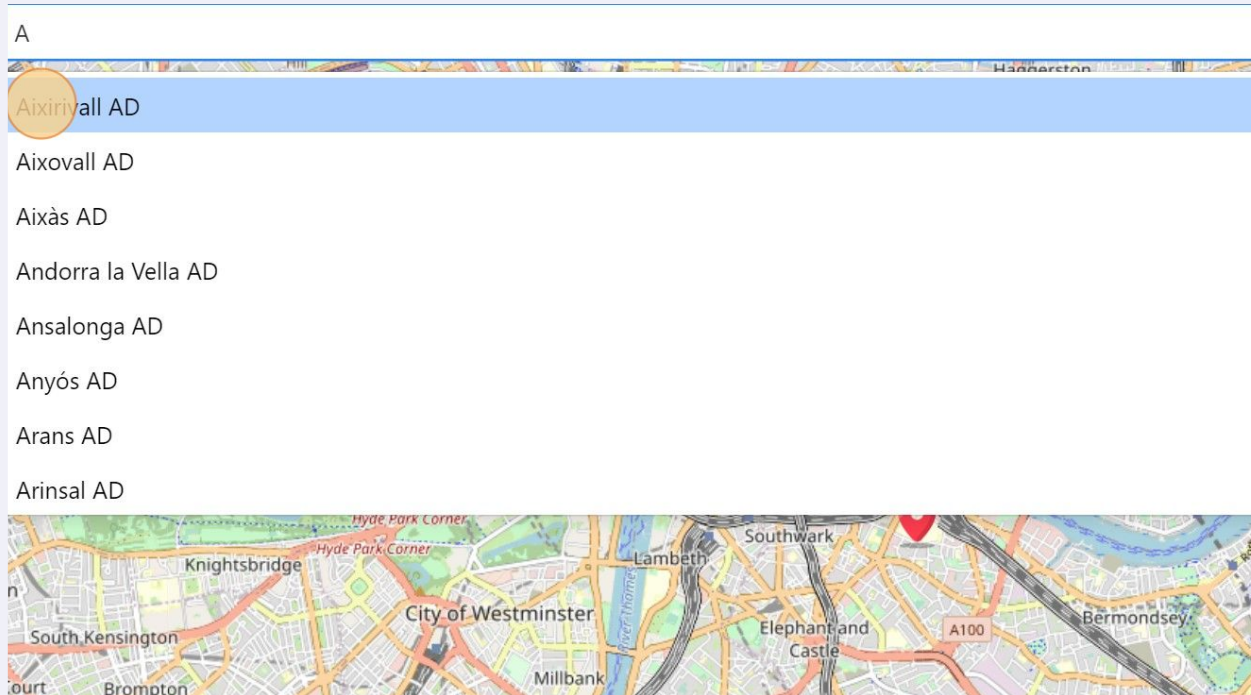 A
Haggerston
Aixirivall AD
Aixovall AD
Aixàs AD
Andorra la Vella AD
Ansalonga AD
Anyós AD
Arans AD
Arinsal AD
Hyde Park Corner
Southwark
Hyde Park Corner
Lambeth
Knightsbridge
City of Westminster
River Thames
Elephant and
Castle
A100
Bermondsey
South Kensington
Millbank
Brompton